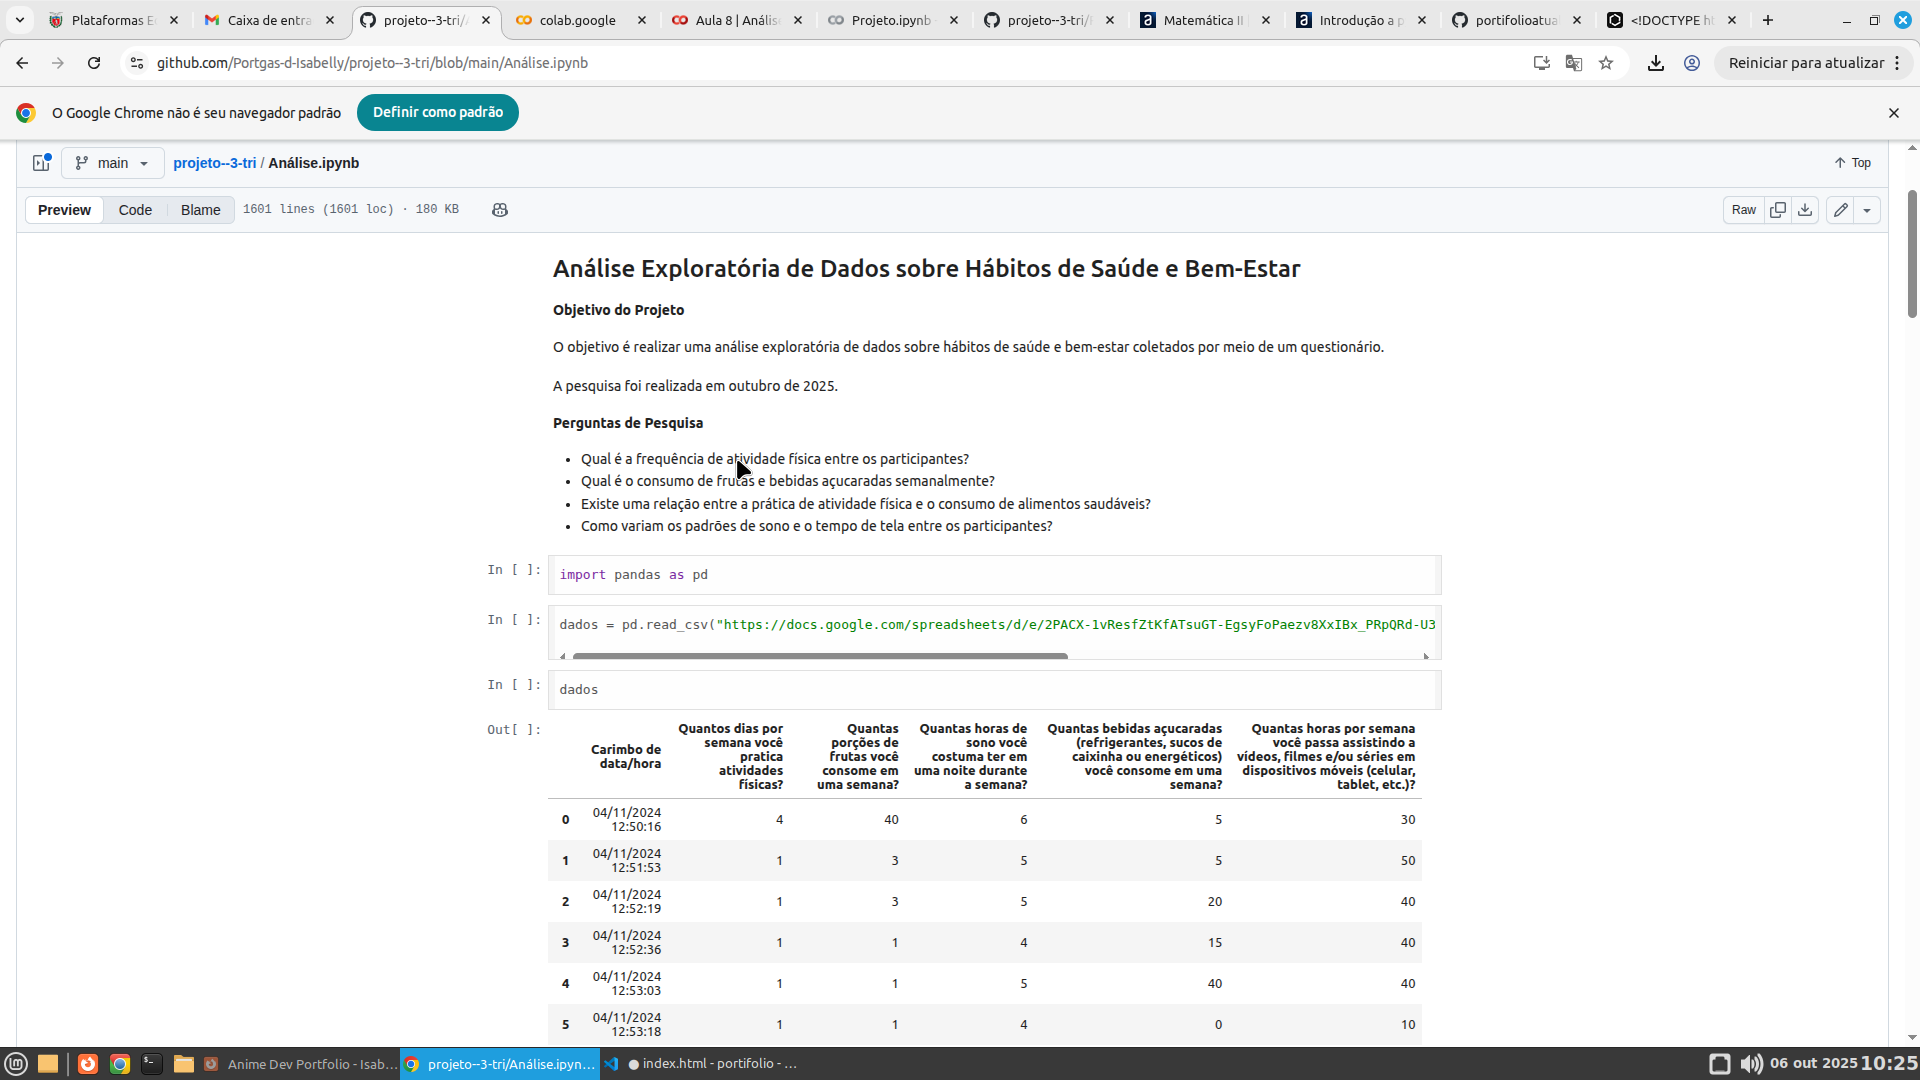 Plataformas E
Caixa de entra
projeto--3-tri/
colab.google
Aula 8 | Anális
Projeto.ipynb
projeto--3-tri/
Matemática II
Introdução a p
portifolioatua
<!DOCTYPE h
github.com/Portgas-d-Isabelly/projeto--3-tri/blob/main/Análise.ipynb
Reiniciar para atualizar
O Google Chrome não é seu navegador padrão
Definir como padrão
main
projeto--3-tri / Análise.ipynb
Top
Preview
Code
Blame
1601 lines (1601 loc) · 180 KB
Raw
Análise Exploratória de Dados sobre Hábitos de Saúde e Bem-Estar
Objetivo do Projeto
O objetivo é realizar uma análise exploratória de dados sobre hábitos de saúde e bem-estar coletados por meio de um questionário.
A pesquisa foi realizada em outubro de 2025.
Perguntas de Pesquisa
• Qual é a frequência de atividade física entre os participantes?
• Qual é o consumo de frutas e bebidas açucaradas semanalmente?
• Existe uma relação entre a prática de atividade física e o consumo de alimentos saudáveis?
• Como variam os padrões de sono e o tempo de tela entre os participantes?
In [ ]:
import pandas as pd
In [ ]:
dados = pd.read_csv("https://docs.google.com/spreadsheets/d/e/2PACX-1vResfZtKfATsuGT-EgsyFoPaezv8XxIBx_PRpQRd-U3
In [ ]:
dados
Out[ ]:
Carimbo de
data/hora
Quantos dias por
semana você
pratica
atividades
físicas?
Quantas
porções de
frutas você
consome em
uma semana?
Quantas horas de
sono você
costuma ter em
uma noite durante
a semana?
Quantas bebidas açucaradas
(refrigerantes, sucos de
caixinha ou energéticos)
você consome em uma
semana?
Quantas horas por semana
você passa assistindo a
vídeos, filmes e/ou séries em
dispositivos móveis (celular,
tablet, etc.)?
0 04/11/2024 12:50:16 4 40 6 5 30
1 04/11/2024 12:51:53 1 3 5 5 50
2 04/11/2024 12:52:19 1 3 5 20 40
3 04/11/2024 12:52:36 1 1 4 15 40
4 04/11/2024 12:53:03 1 1 5 40 40
5 04/11/2024 12:53:18 1 1 4 0 10
Anime Dev Portfolio - Isab...
projeto--3-tri/Análise.ipyn...
● index.html - portifolio - ...
06 out 2025 10:25